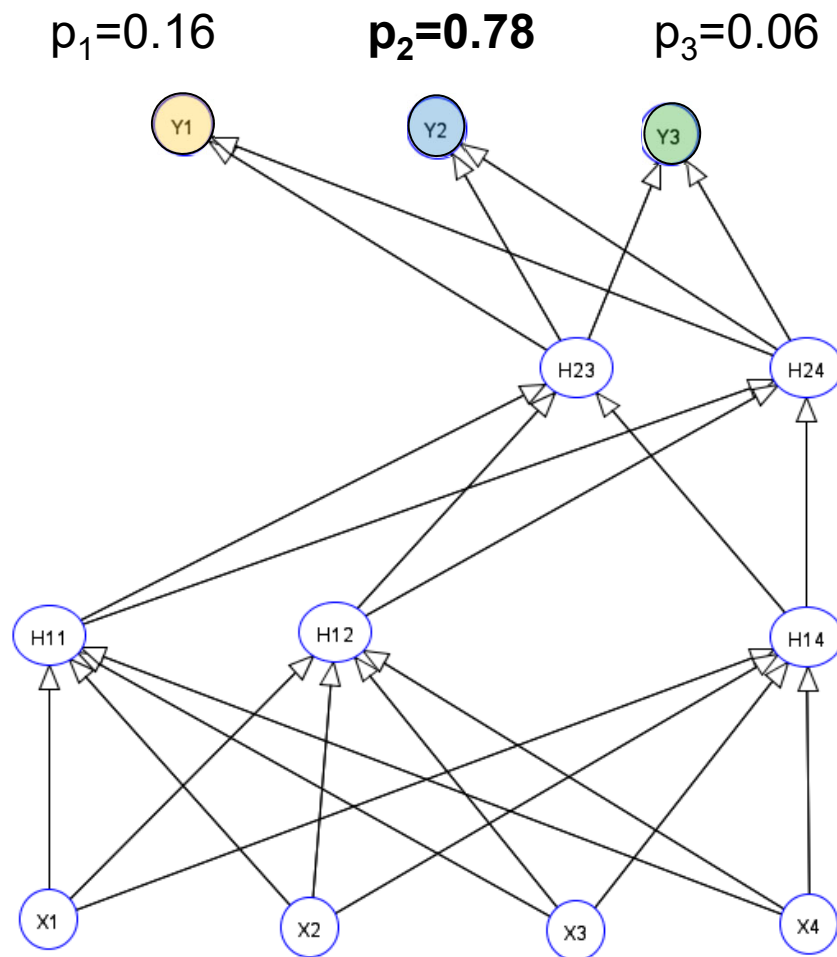 p₁=0.16 p₂=0.78 p₃=0.06
Y1 Y2 Y3
H23 H24
H11 H12 H14
X1 X2 X3 X4